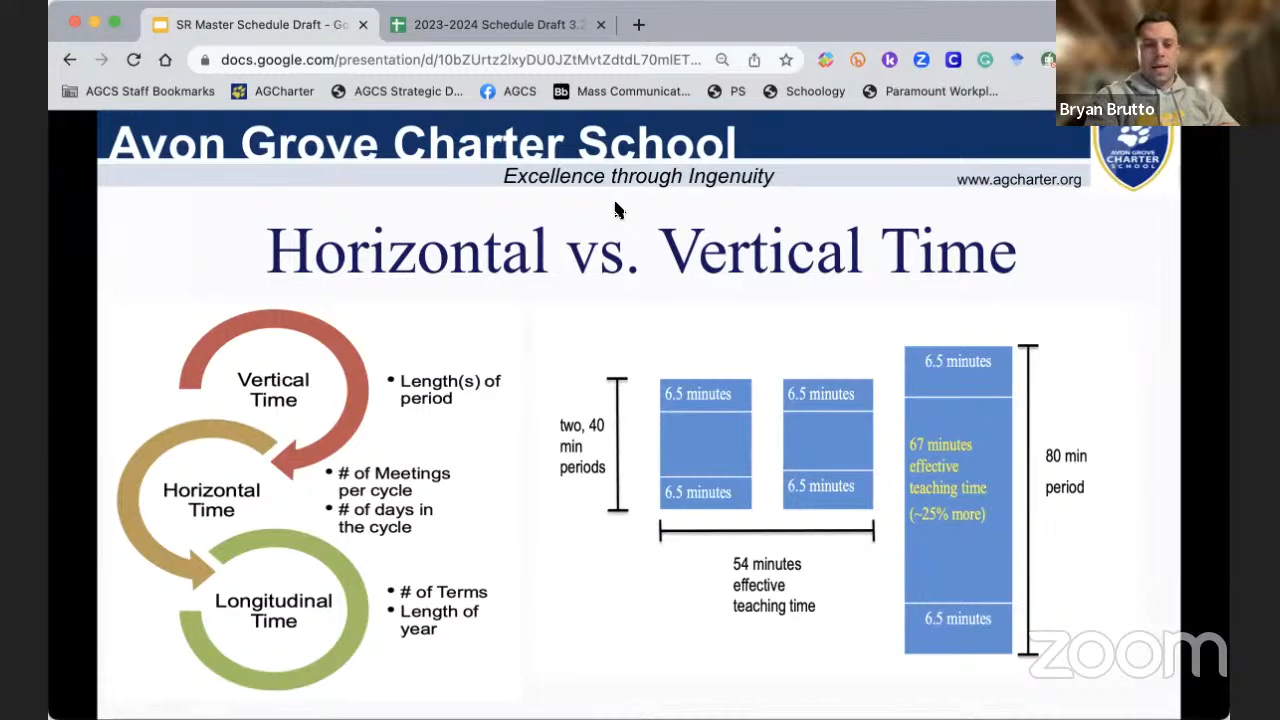 SR Master Schedule Draft - Go
2023-2024 Schedule Draft 3.2
docs.google.com/presentation/d/10bZUrtz2lxyDU0JZtMvtZdtdL70mlET...
AGCS Staff Bookmarks
AGCharter
AGCS Strategic D...
AGCS
Bb
Mass Communicat...
PS
Schoology
Paramount Workpl...
Bryan Brutto
Avon Grove Charter School
Excellence through Ingenuity
www.agcharter.org
AVON GROVE
CHARTER
SCHOOL
Horizontal vs. Vertical Time
Vertical
Time
• Length(s) of
period
Horizontal
Time
• # of Meetings
per cycle
• # of days in
the cycle
Longitudinal
Time
• # of Terms
• Length of
year
two, 40
min
periods
6.5 minutes
6.5 minutes
6.5 minutes
6.5 minutes
54 minutes
effective
teaching time
6.5 minutes
67 minutes
effective
teaching time
(~25% more)
6.5 minutes
80 min
period
zoom